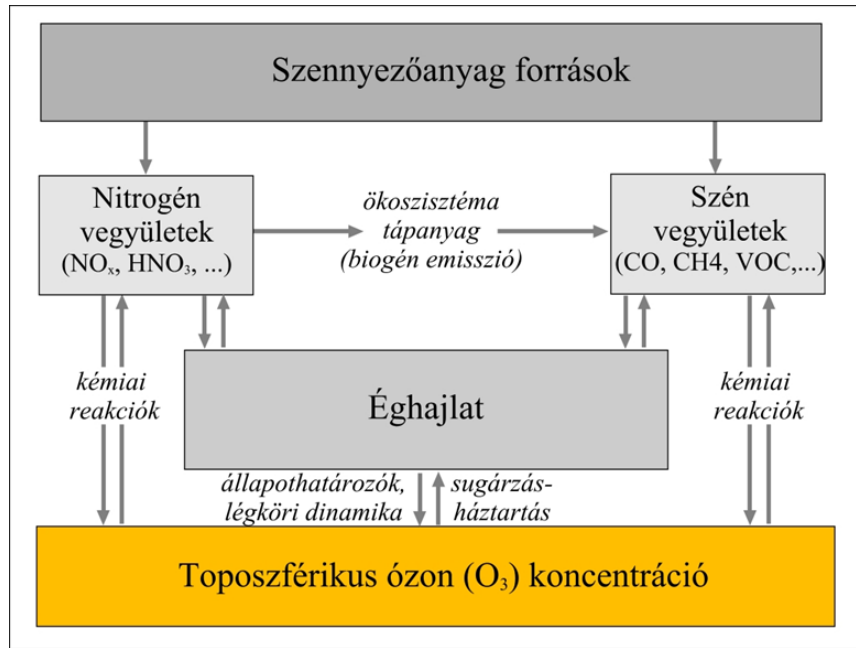 Szennyezőanyag források
Nitrogén
vegyületek
(NOₓ, HNO₃, ...)
ökoszisztéma
tápanyag
(biogén emisszió)
Szén
vegyületek
(CO, CH4, VOC,...)
kémiai
reakciók
Éghajlat
kémiai
reakciók
állapothatározók,
légköri dinamika
sugárzás-
háztartás
Toposzférikus ózon (O₃) koncentráció